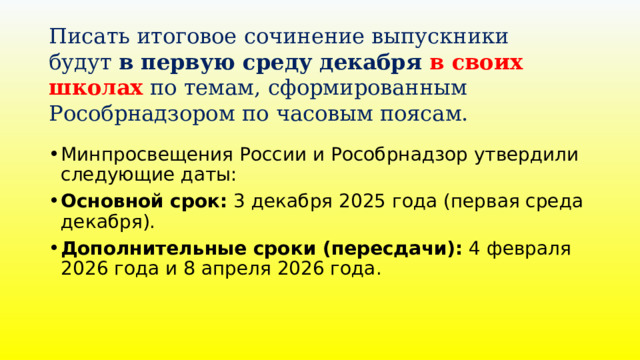 Писать итоговое сочинение выпускники
будут в первую среду декабря в своих
школах по темам, сформированным
Рособрнадзором по часовым поясам.
•Минпросвещения России и Рособрнадзор утвердили
следующие даты:
•Основной срок: 3 декабря 2025 года (первая среда
декабря).
•Дополнительные сроки (пересдачи): 4 февраля
2026 года и 8 апреля 2026 года.